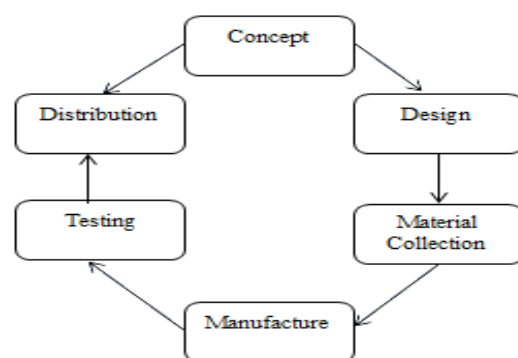 Concept
Distribution
Design
Testing
Material
Collection
Manufacture